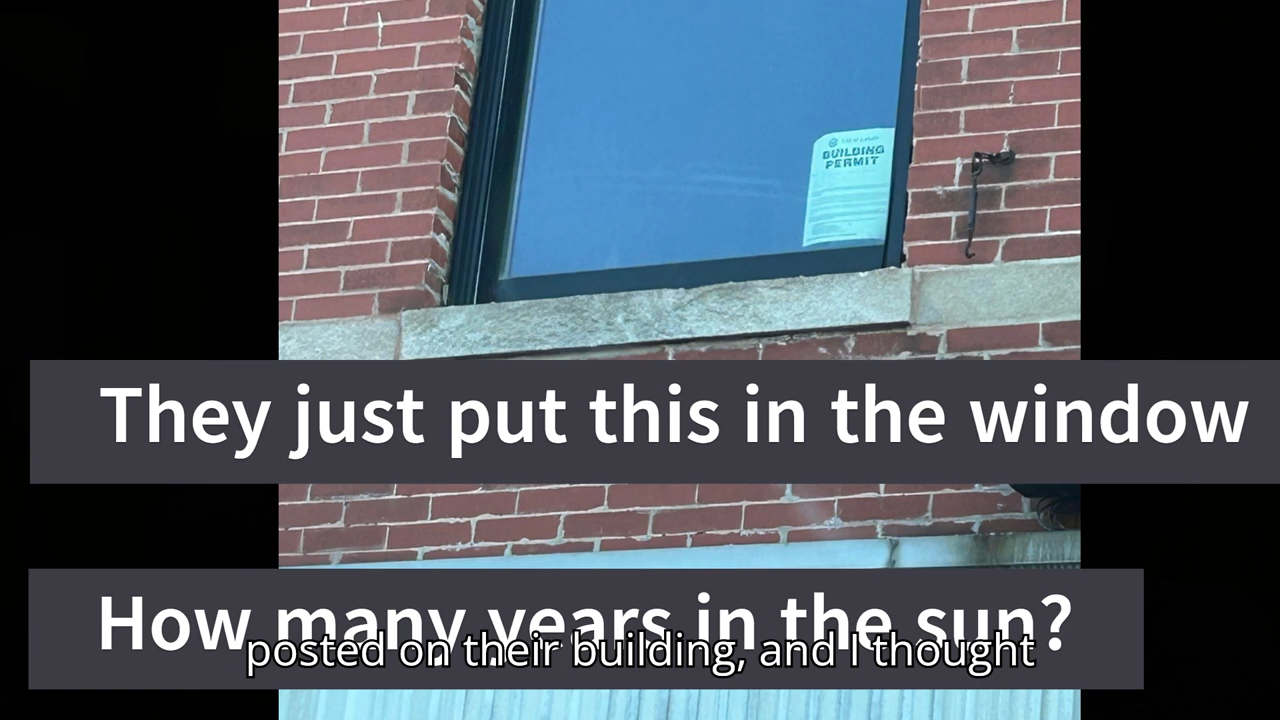 BUILDING
PERMIT
They just put this in the window
How many years in the sun?
posted on their building, and I thought